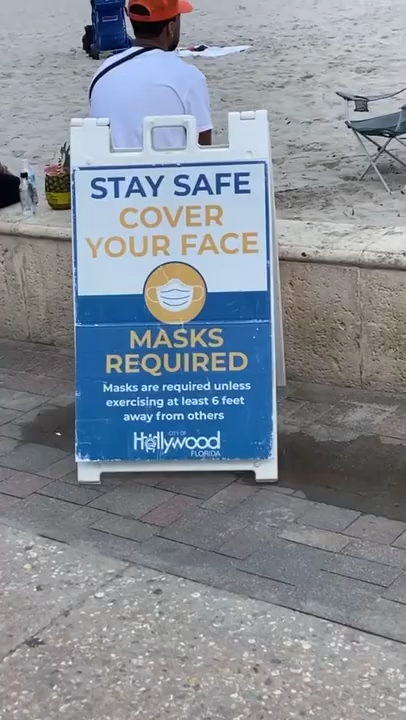 STAY SAFE
COVER
YOUR FACE
MASKS
REQUIRED
Masks are required unless
exercising at least 6 feet
away from others
CITY OF
Hollywood
FLORIDA